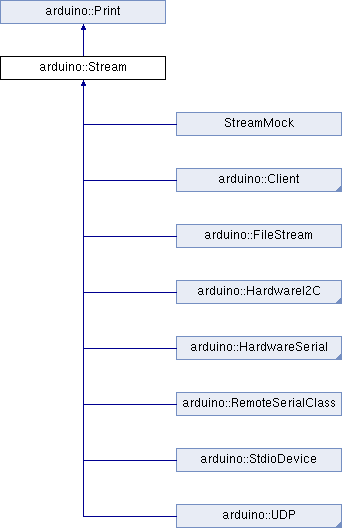 arduino::Print
arduino::Stream
StreamMock
arduino::Client
arduino::FileStream
arduino::HardwareI2C
arduino::HardwareSerial
arduino::RemoteSerialClass
arduino::StdioDevice
arduino::UDP